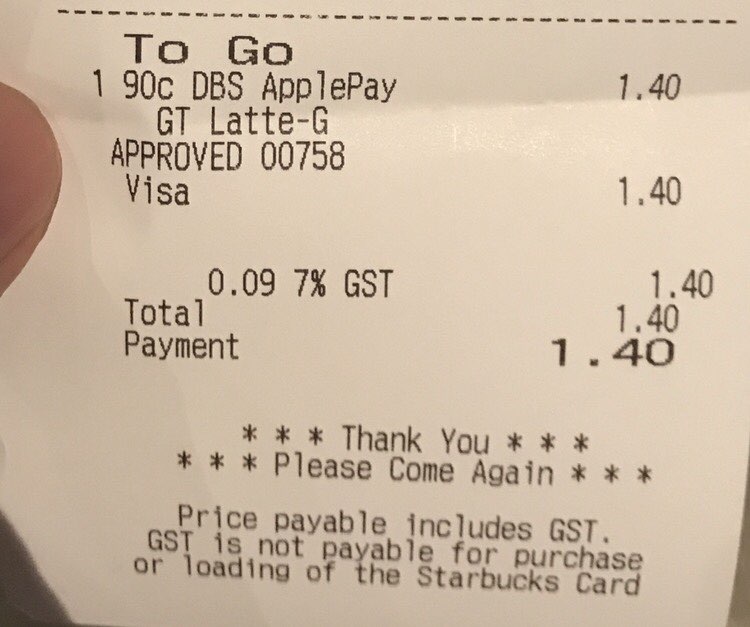 To Go
1 90c DBS ApplePay 1.40
GT Latte-G
APPROVED 00758
Visa 1.40
0.09 7% GST 1.40
Total 1.40
Payment 1.40
* * * Thank You * * *
* * * Please Come Again * * *
Price payable includes GST.
GST is not payable for purchase
or loading of the Starbucks Card